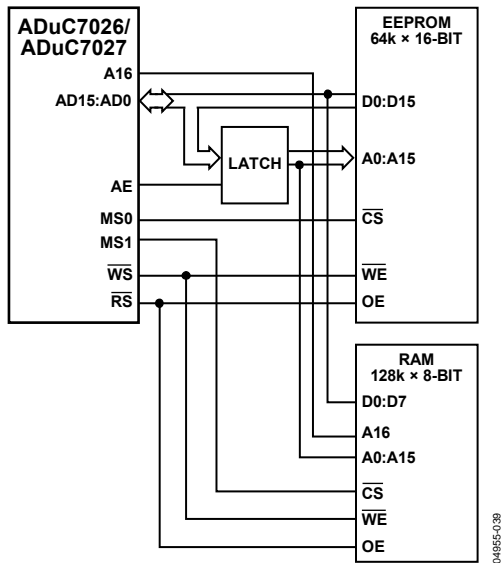 ADuC7026/
ADuC7027
A16
AD15:AD0
AE
MS0
MS1
WS
RS
LATCH
EEPROM
64k × 16-BIT
D0:D15
A0:A15
CS
WE
OE
RAM
128k × 8-BIT
D0:D7
A16
A0:A15
CS
WE
OE
04955-039